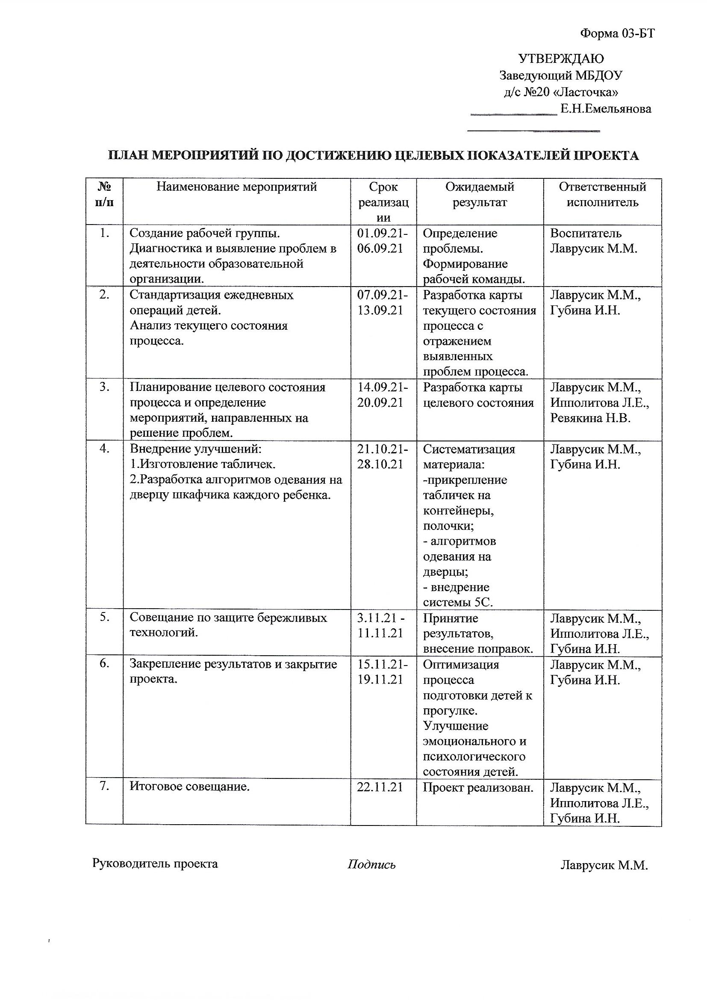 Форма 03-БТ
УТВЕРЖДАЮ
Заведующий МБДОУ
д/с №20 «Ласточка»
Е.Н.Емельянова
ПЛАН МЕРОПРИЯТИЙ ПО ДОСТИЖЕНИЮ ЦЕЛЕВЫХ ПОКАЗАТЕЛЕЙ ПРОЕКТА
№
п/п
Наименование мероприятий
Срок
реализац
ии
Ожидаемый
результат
Ответственный
исполнитель
1.
Создание рабочей группы.
Диагностика и выявление проблем в
деятельности образовательной
организации.
01.09.21-
06.09.21
Определение
проблемы.
Формирование
рабочей команды.
Воспитатель
Лаврусик М.М.
2.
Стандартизация ежедневных
операций детей.
Анализ текущего состояния
процесса.
07.09.21-
13.09.21
Разработка карты
текущего состояния
процесса с
отражением
выявленных
проблем процесса.
Лаврусик М.М.,
Губина И.Н.
3.
Планирование целевого состояния
процесса и определение
мероприятий, направленных на
решение проблем.
14.09.21-
20.09.21
Разработка карты
целевого состояния
Лаврусик М.М.,
Ипполитова Л.Е.,
Ревякина Н.В.
4.
Внедрение улучшений:
1.Изготовление табличек.
2.Разработка алгоритмов одевания на
дверцу шкафчика каждого ребенка.
21.10.21-
28.10.21
Систематизация
материала:
-прикрепление
табличек на
контейнеры,
полочки;
- алгоритмов
одевания на
дверцы;
- внедрение
системы 5С.
Лаврусик М.М.,
Губина И.Н.
5.
Совещание по защите бережливых
технологий.
3.11.21 -
11.11.21
Принятие
результатов,
внесение поправок.
Лаврусик М.М.,
Ипполитова Л.Е.,
Губина И.Н.
6.
Закрепление результатов и закрытие
проекта.
15.11.21-
19.11.21
Оптимизация
процесса
подготовки детей к
прогулке.
Улучшение
эмоционального и
психологического
состояния детей.
Лаврусик М.М.,
Губина И.Н.
7.
Итоговое совещание.
22.11.21
Проект реализован.
Лаврусик М.М.,
Ипполитова Л.Е.,
Губина И.Н.
Руководитель проекта
Подпись
Лаврусик М.М.